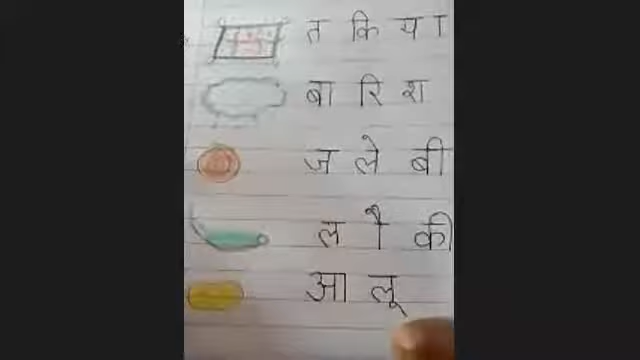 त कि या
बा रि श
ज ले बी
ल ौ की
आ लू